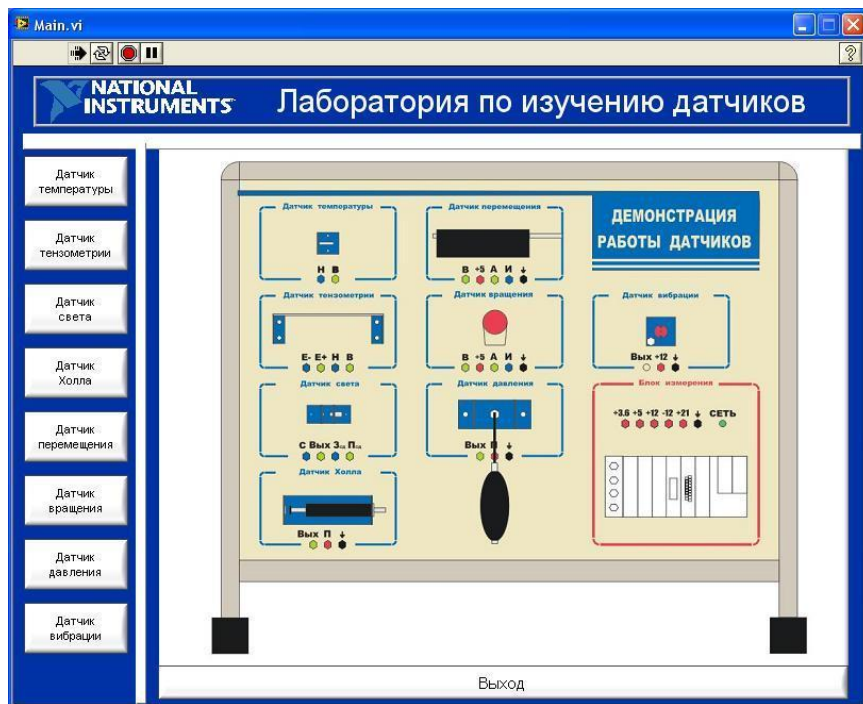 Main.vi
NATIONAL
INSTRUMENTS
Лаборатория по изучению датчиков
Датчик
температуры
Датчик
тензометрии
Датчик
света
Датчик
Холла
Датчик
перемещения
Датчик
вращения
Датчик
давления
Датчик
вибрации
Датчик температуры
Н В
Датчик перемещения
В +5 А И
ДЕМОНСТРАЦИЯ
РАБОТЫ ДАТЧИКОВ
Датчик тензометрии
Е- Е+ Н В
Датчик вращения
В +5 А И
Датчик вибрации
Вых +12
Датчик света
С Вых
Датчик давления
Вых П
Блок измерения
+3.6 +5 +12 -12 +21 СЕТЬ
Датчик Холла
Вых П
Выход